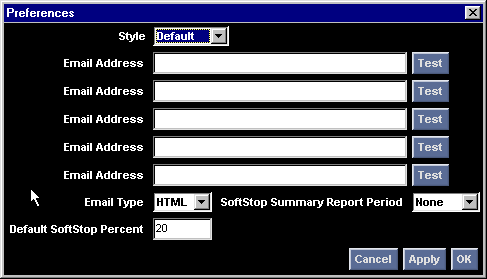 Preferences
Style Default
Email Address Test
Email Address Test
Email Address Test
Email Address Test
Email Address Test
Email Type HTML SoftStop Summary Report Period None
Default SoftStop Percent 20
Cancel Apply OK